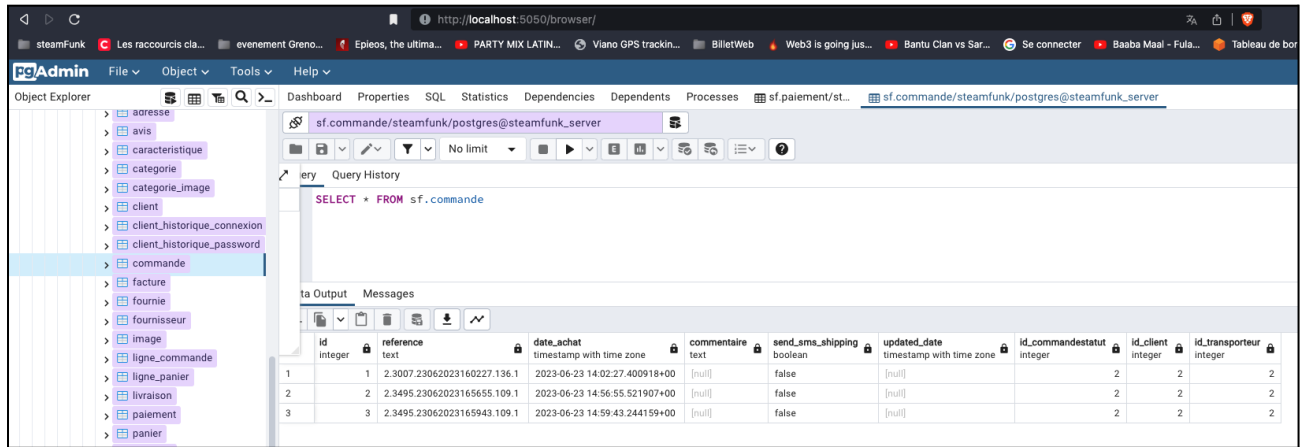 http://localhost:5050/browser/
steamFunk Les raccourcis cla... evenement Greno... Epieos, the ultima... PARTY MIX LATIN... Viano GPS trackin... BilletWeb Web3 is going jus... Bantu Clan vs Sar... Se connecter Baaba Maal - Fula... Tableau de bor
pgAdmin File Object Tools Help
Object Explorer Dashboard Properties SQL Statistics Dependencies Dependents Processes sf.paiement/st... sf.commande/steamfunk/postgres@steamfunk_server
adresse
avis
caracteristique
categorie
categorie_image
client
client_historique_connexion
client_historique_password
commande
facture
fournie
fournisseur
image
ligne_commande
ligne_panier
livraison
paiement
panier
sf.commande/steamfunk/postgres@steamfunk_server
No limit E
ery Query History
SELECT * FROM sf.commande
ta Output Messages
id reference date_achat commentaire send_sms_shipping updated_date id_commandestatut id_client id_transporteur
integer text timestamp with time zone text boolean timestamp with time zone integer integer integer
1 1 2.3007.23062023160227.136.1 2023-06-23 14:02:27.400918+00 [null] false [null] 2 2 2
2 2 2.3495.23062023165655.109.1 2023-06-23 14:56:55.521907+00 [null] false [null] 2 2 2
3 3 2.3495.23062023165943.109.1 2023-06-23 14:59:43.244159+00 [null] false [null] 2 2 2